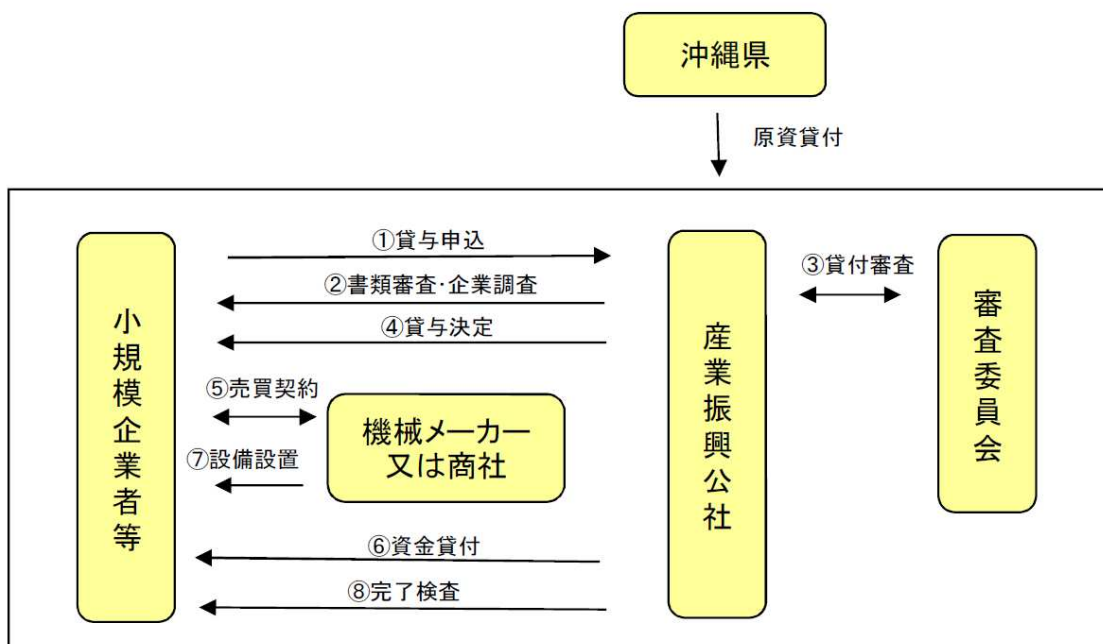 沖縄県
原資貸付
①貸与申込
②書類審査･企業調査
③貸付審査
④貸与決定
小規模企業者等
産業振興公社
審査委員会
⑤売買契約
機械メーカー
又は商社
⑦設備設置
⑥資金貸付
⑧完了検査